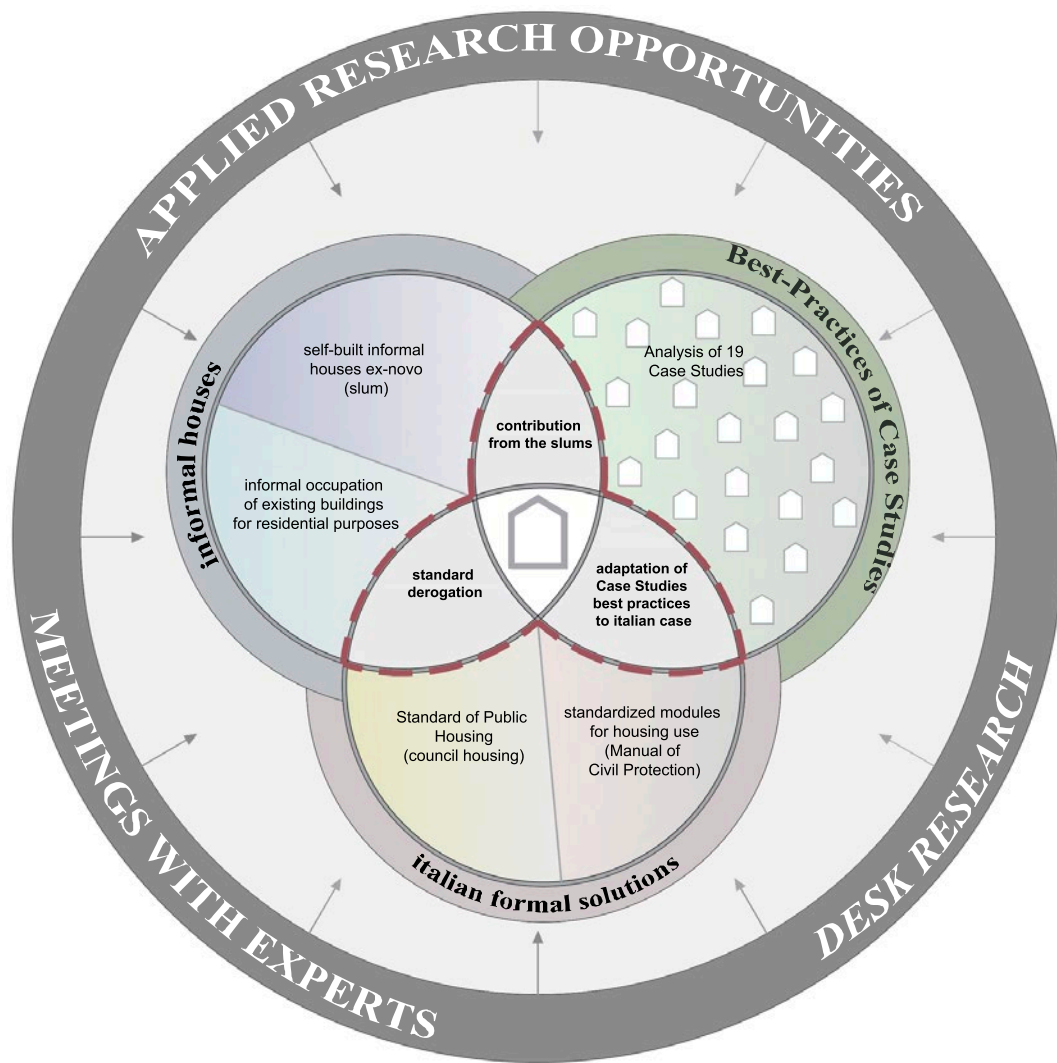 APPLIED RESEARCH OPPORTUNITIES
Best-Practices of Case Studies
informal houses
self-built informal
houses ex-novo
(slum)
Analysis of 19
Case Studies
contribution
from the slums
informal occupation
of existing buildings
for residential purposes
standard
derogation
adaptation of
Case Studies
best practices
to italian case
Standard of Public
Housing
(council housing)
standardized modules
for housing use
(Manual of
Civil Protection)
italian formal solutions
MEETINGS WITH EXPERTS
DESK RESEARCH